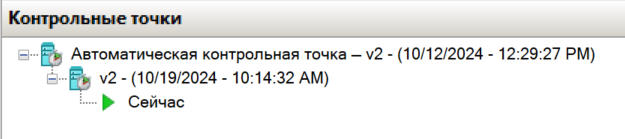 Контрольные точки
Автоматическая контрольная точка – v2 - (10/12/2024 - 12:29:27 PM)
v2 - (10/19/2024 - 10:14:32 AM)
Сейчас